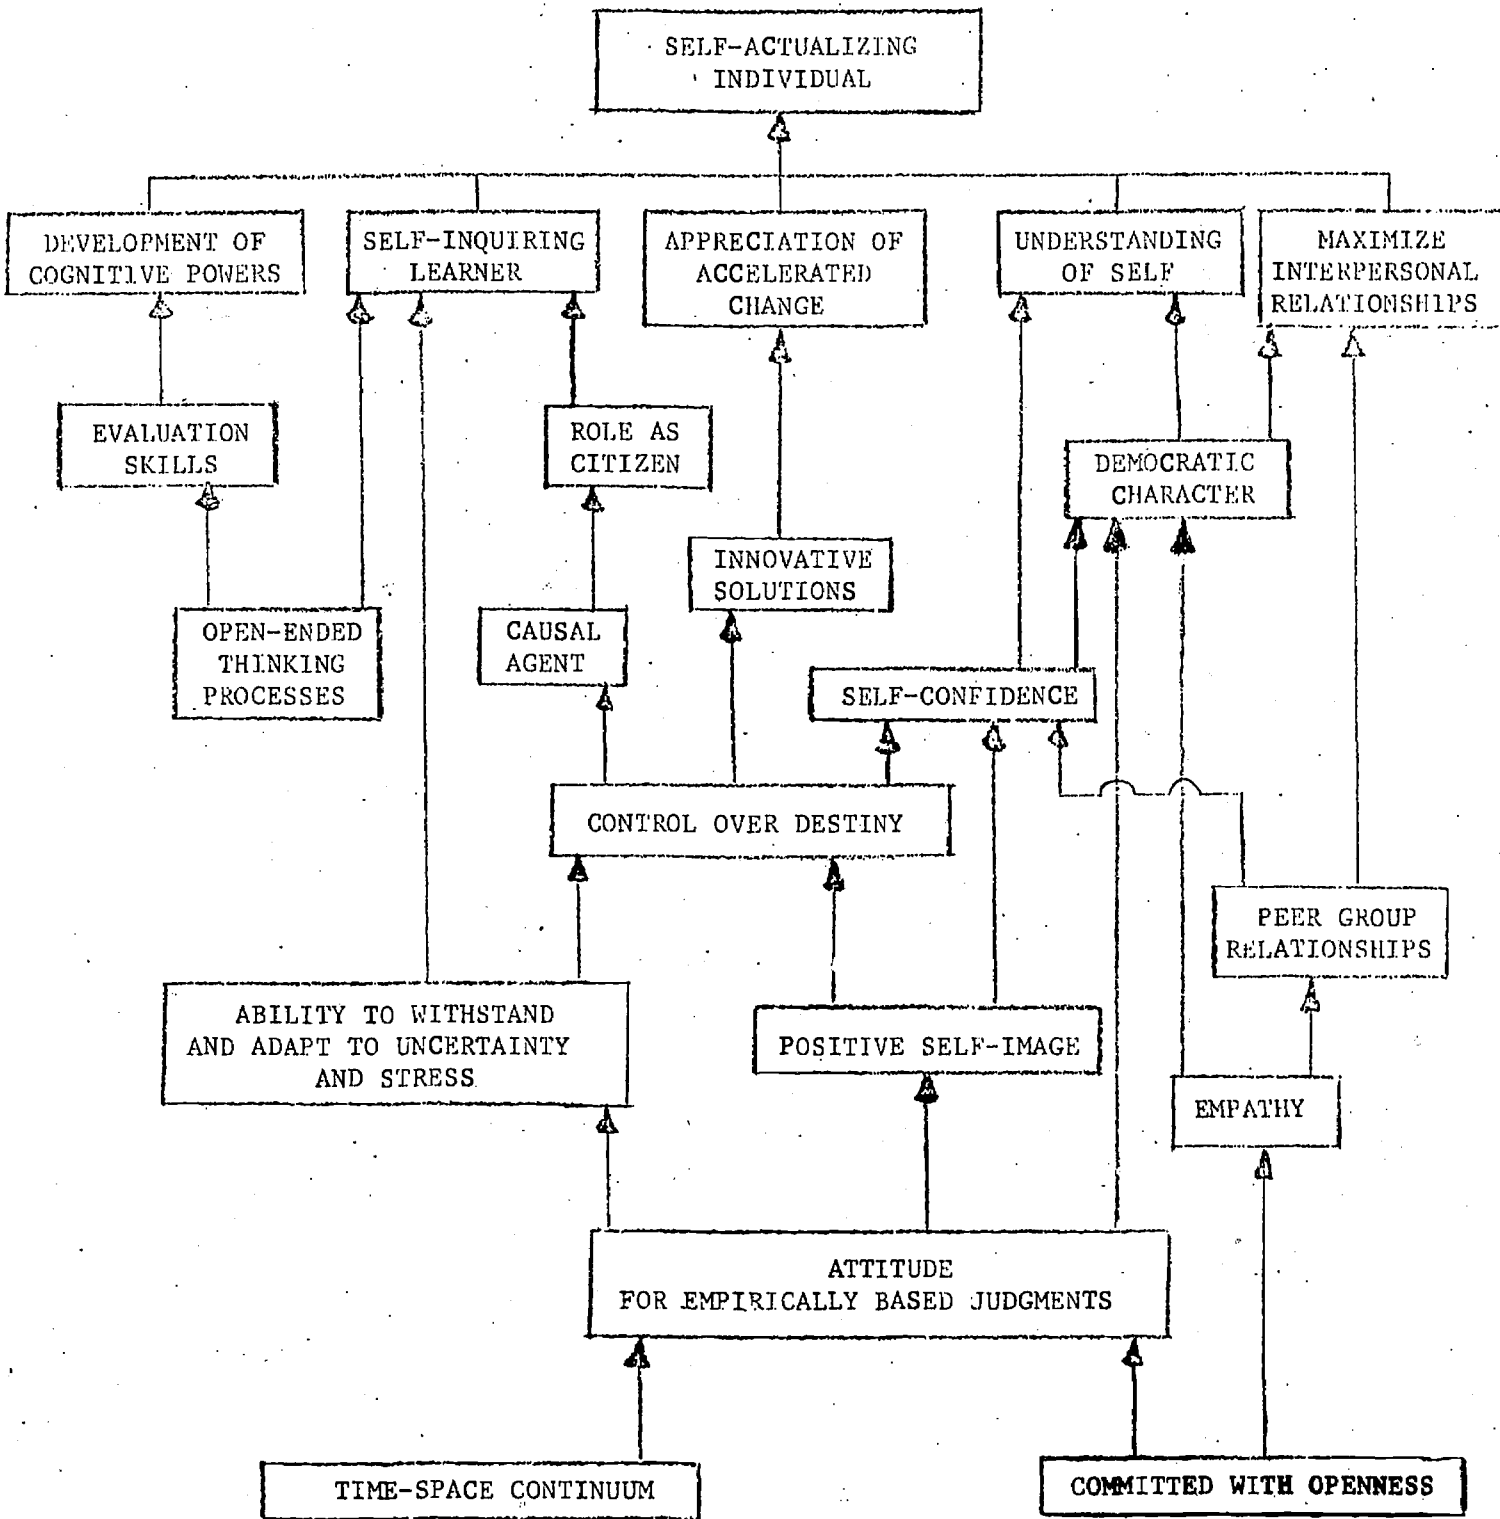 SELF-ACTUALIZING
INDIVIDUAL
DEVELOPMENT OF
COGNITIVE POWERS
SELF-INQUIRING
LEARNER
APPRECIATION OF
ACCELERATED
CHANGE
UNDERSTANDING
OF SELF
MAXIMIZE
INTERPERSONAL
RELATIONSHIPS
EVALUATION
SKILLS
ROLE AS
CITIZEN
DEMOCRATIC
CHARACTER
INNOVATIVE
SOLUTIONS
OPEN-ENDED
THINKING
PROCESSES
CAUSAL
AGENT
SELF-CONFIDENCE
CONTROL OVER DESTINY
PEER GROUP
RELATIONSHIPS
ABILITY TO WITHSTAND
AND ADAPT TO UNCERTAINTY
AND STRESS
POSITIVE SELF-IMAGE
EMPATHY
ATTITUDE
FOR EMPIRICALLY BASED JUDGMENTS
TIME-SPACE CONTINUUM
COMMITTED WITH OPENNESS